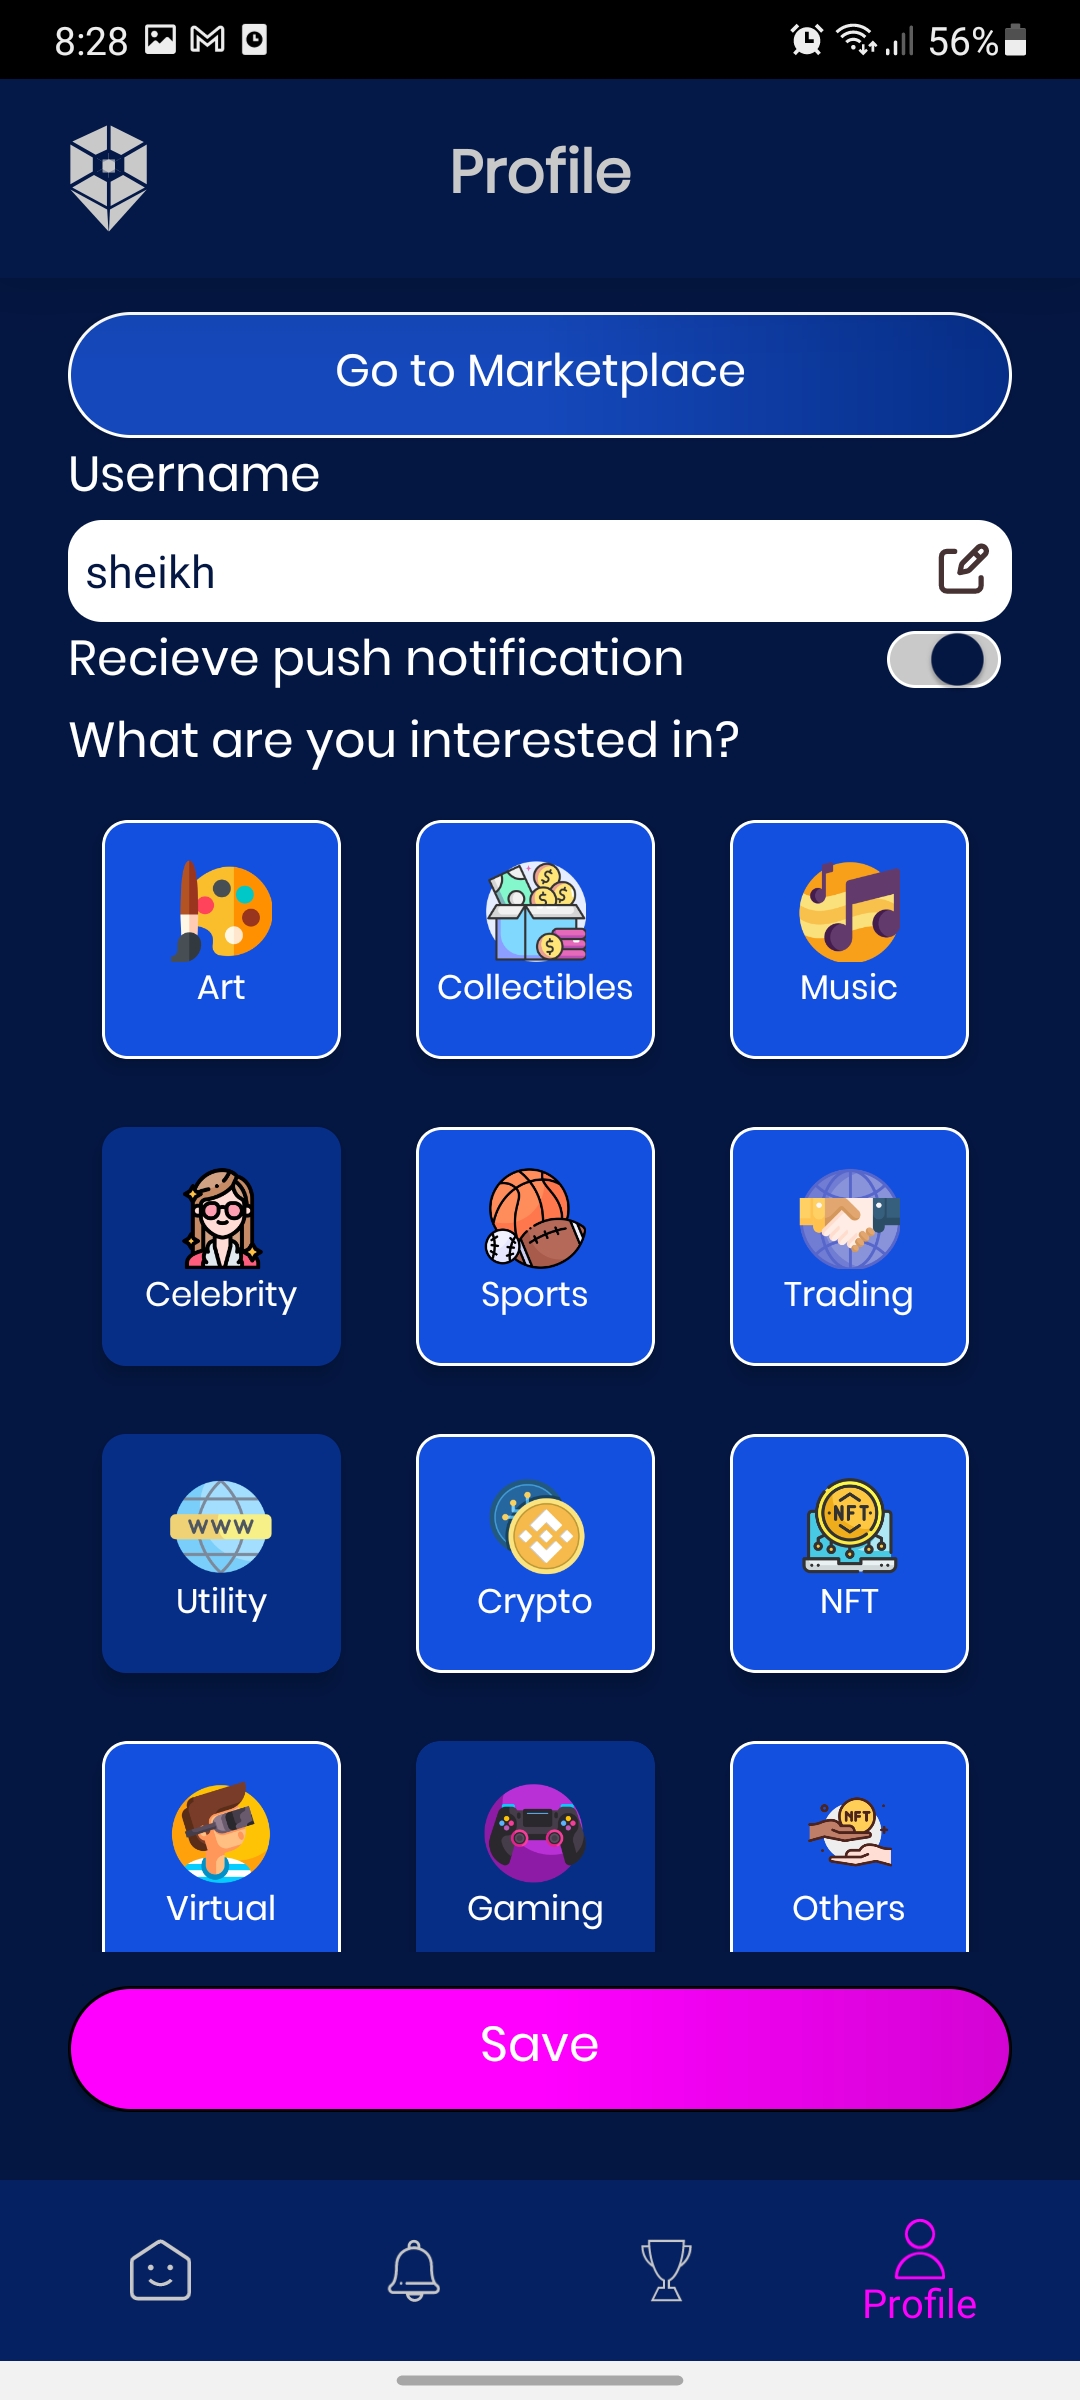 8:28 56%
Profile
Go to Marketplace
Username
sheikh
Recieve push notification
What are you interested in?
Art Collectibles Music
Celebrity Sports Trading
WWW NFT
Utility Crypto NFT
NFT
Virtual Gaming Others
Save
Profile